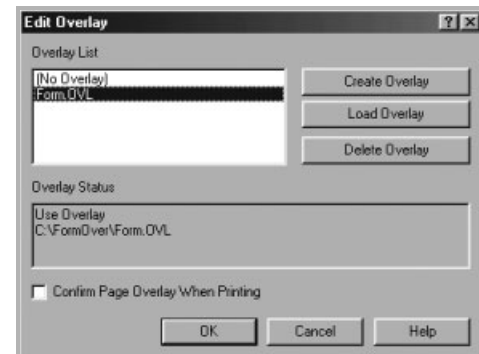 Edit Overlay
Overlay List
(No Overlay)
Form.OVL
Create Overlay
Load Overlay
Delete Overlay
Overlay Status
Use Overlay
C:\FormOver\Form.OVL
Confirm Page Overlay When Printing
OK
Cancel
Help